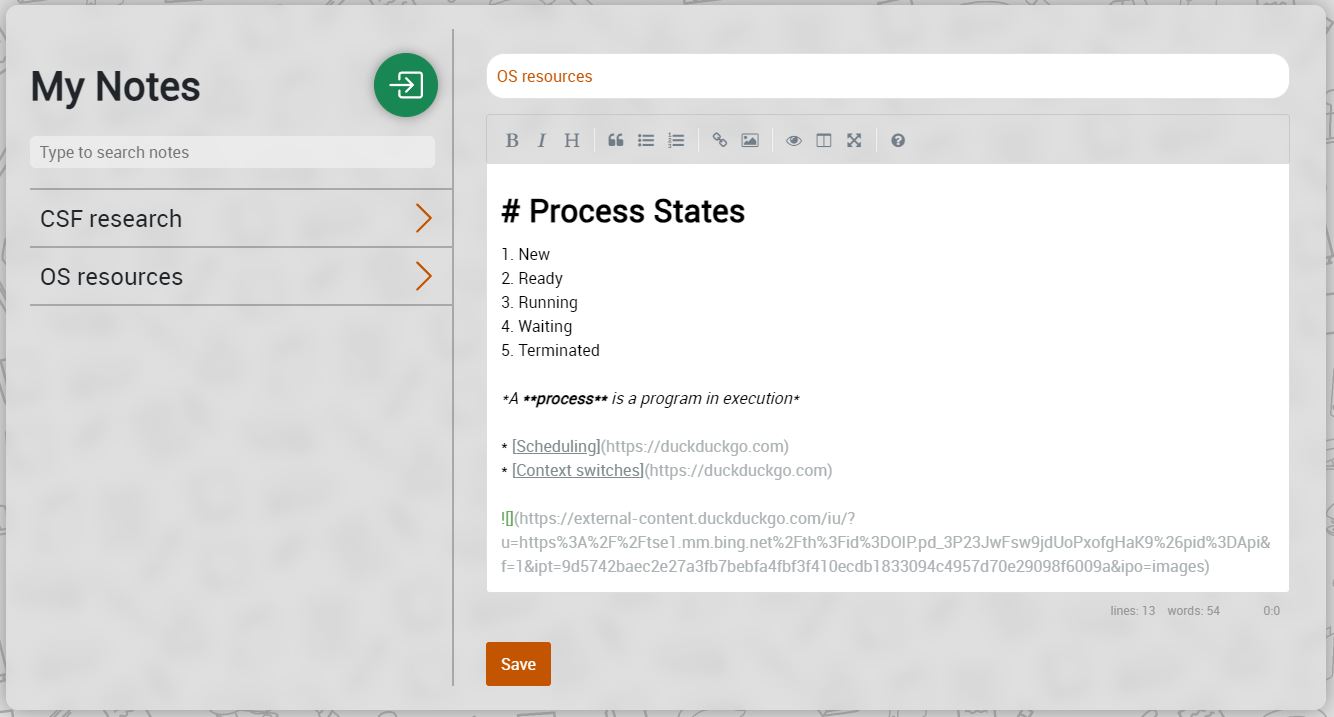 My Notes
Type to search notes
CSF research
OS resources
OS resources
B I H
# Process States
1. New
2. Ready
3. Running
4. Waiting
5. Terminated
*A **process** is a program in execution*
* [Scheduling](https://duckduckgo.com)
* [Context switches](https://duckduckgo.com)
![](https://external-content.duckduckgo.com/iu/?
u=https%3A%2F%2Ftse1.mm.bing.net%2Fth%3Fid%3DOIP.pd_3P23JwFsw9jdUoPxofgHaK9%26pid%3DApi&
f=1&ipt=9d5742baec2e27a3fb7bebfa4fbf3f410ecdb1833094c4957d70e29098f6009a&ipo=images)
lines: 13 words: 54 0:0
Save